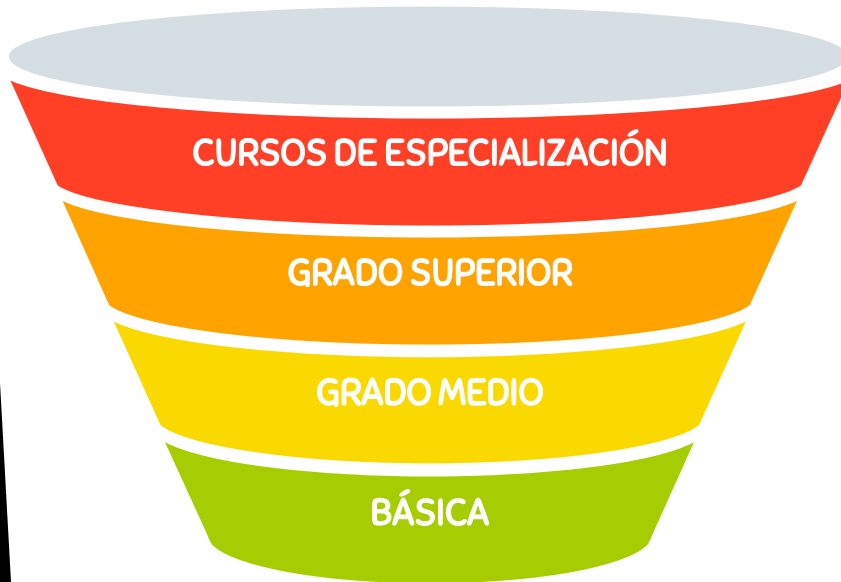 CURSOS DE ESPECIALIZACIÓN
GRADO SUPERIOR
GRADO MEDIO
BÁSICA